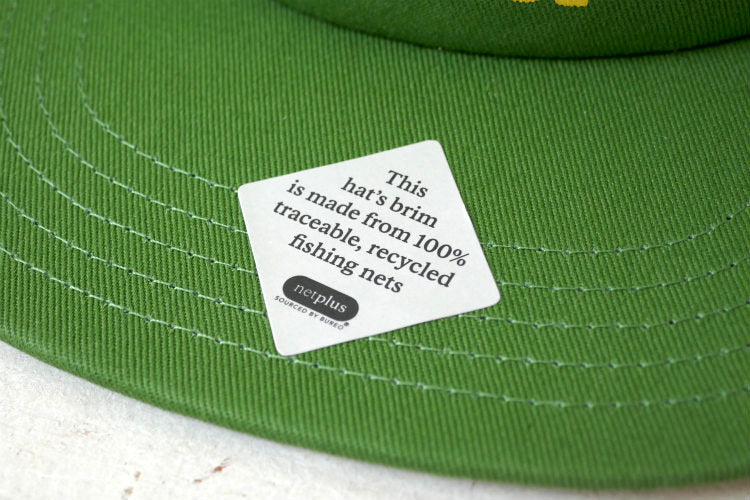 This
hat's brim
is made from 100%
traceable, recycled
fishing nets
netplus
SOURCED BY BUREO®